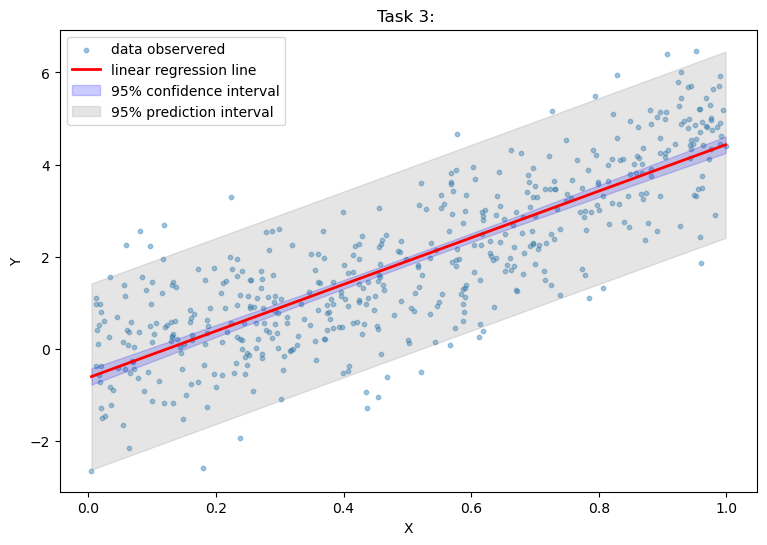 Task 3:
data observered
linear regression line
95% confidence interval
95% prediction interval
6
4
2
0
−2
Y
0.0 0.2 0.4 0.6 0.8 1.0
X